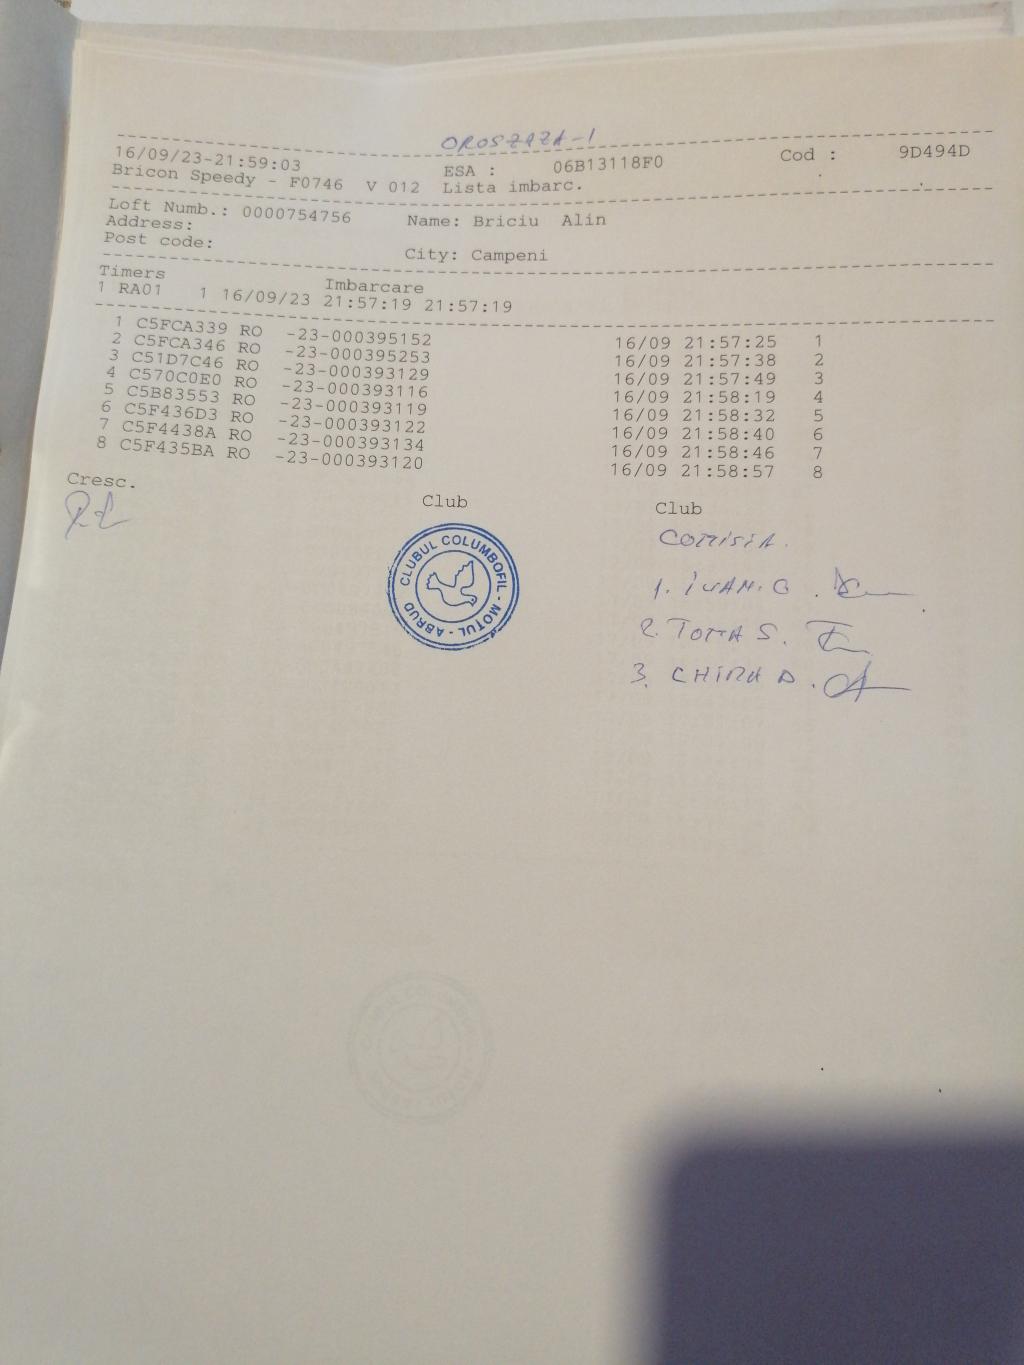 OROSZAZA-1
16/09/23-21:59:03 ESA : 06B13118F0 Cod : 9D494D
Bricon Speedy - F0746 V 012 Lista imbarc.
Loft Numb.: 0000754756 Name: Briciu Alin
Address:
Post code: City: Campeni
Timers Imbarcare
1 RA01 1 16/09/23 21:57:19 21:57:19
1 C5FCA339 RO -23-000395152 16/09 21:57:25 1
2 C5FCA346 RO -23-000395253 16/09 21:57:38 2
3 C51D7C46 RO -23-000393129 16/09 21:57:49 3
4 C570C0E0 RO -23-000393116 16/09 21:58:19 4
5 C5B83553 RO -23-000393119 16/09 21:58:32 5
6 C5F436D3 RO -23-000393122 16/09 21:58:40 6
7 C5F4438A RO -23-000393134 16/09 21:58:46 7
8 C5F435BA RO -23-000393120 16/09 21:58:57 8
Cresc. Club Club
CLUBUL COLUMBOFIL - MOTUL - ABRUD
COMISIA.
1. IVAN. G.
2. TOMA S.
3. CHIRA D.